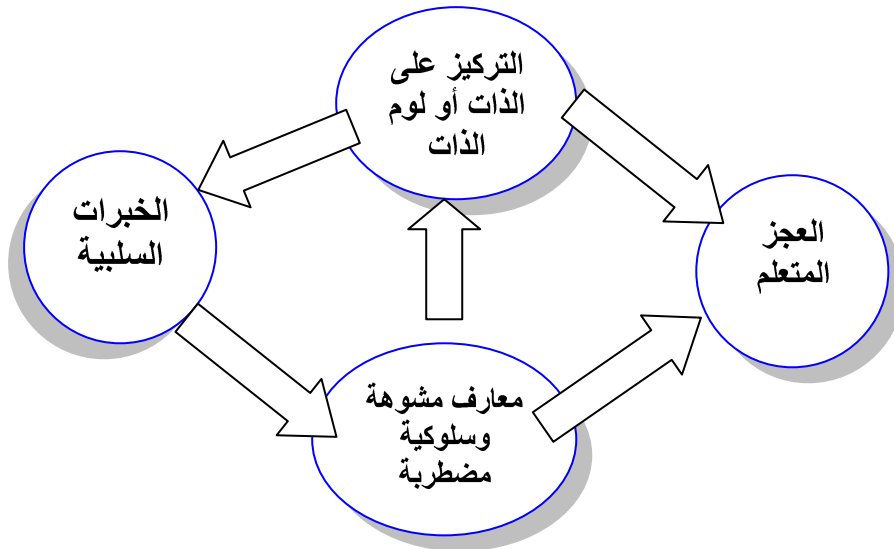 التركيز على
الذات أو لوم
الذات
الخبرات
السلبية
العجز
المتعلم
معارف مشوهة
وسلوكية
مضطربة